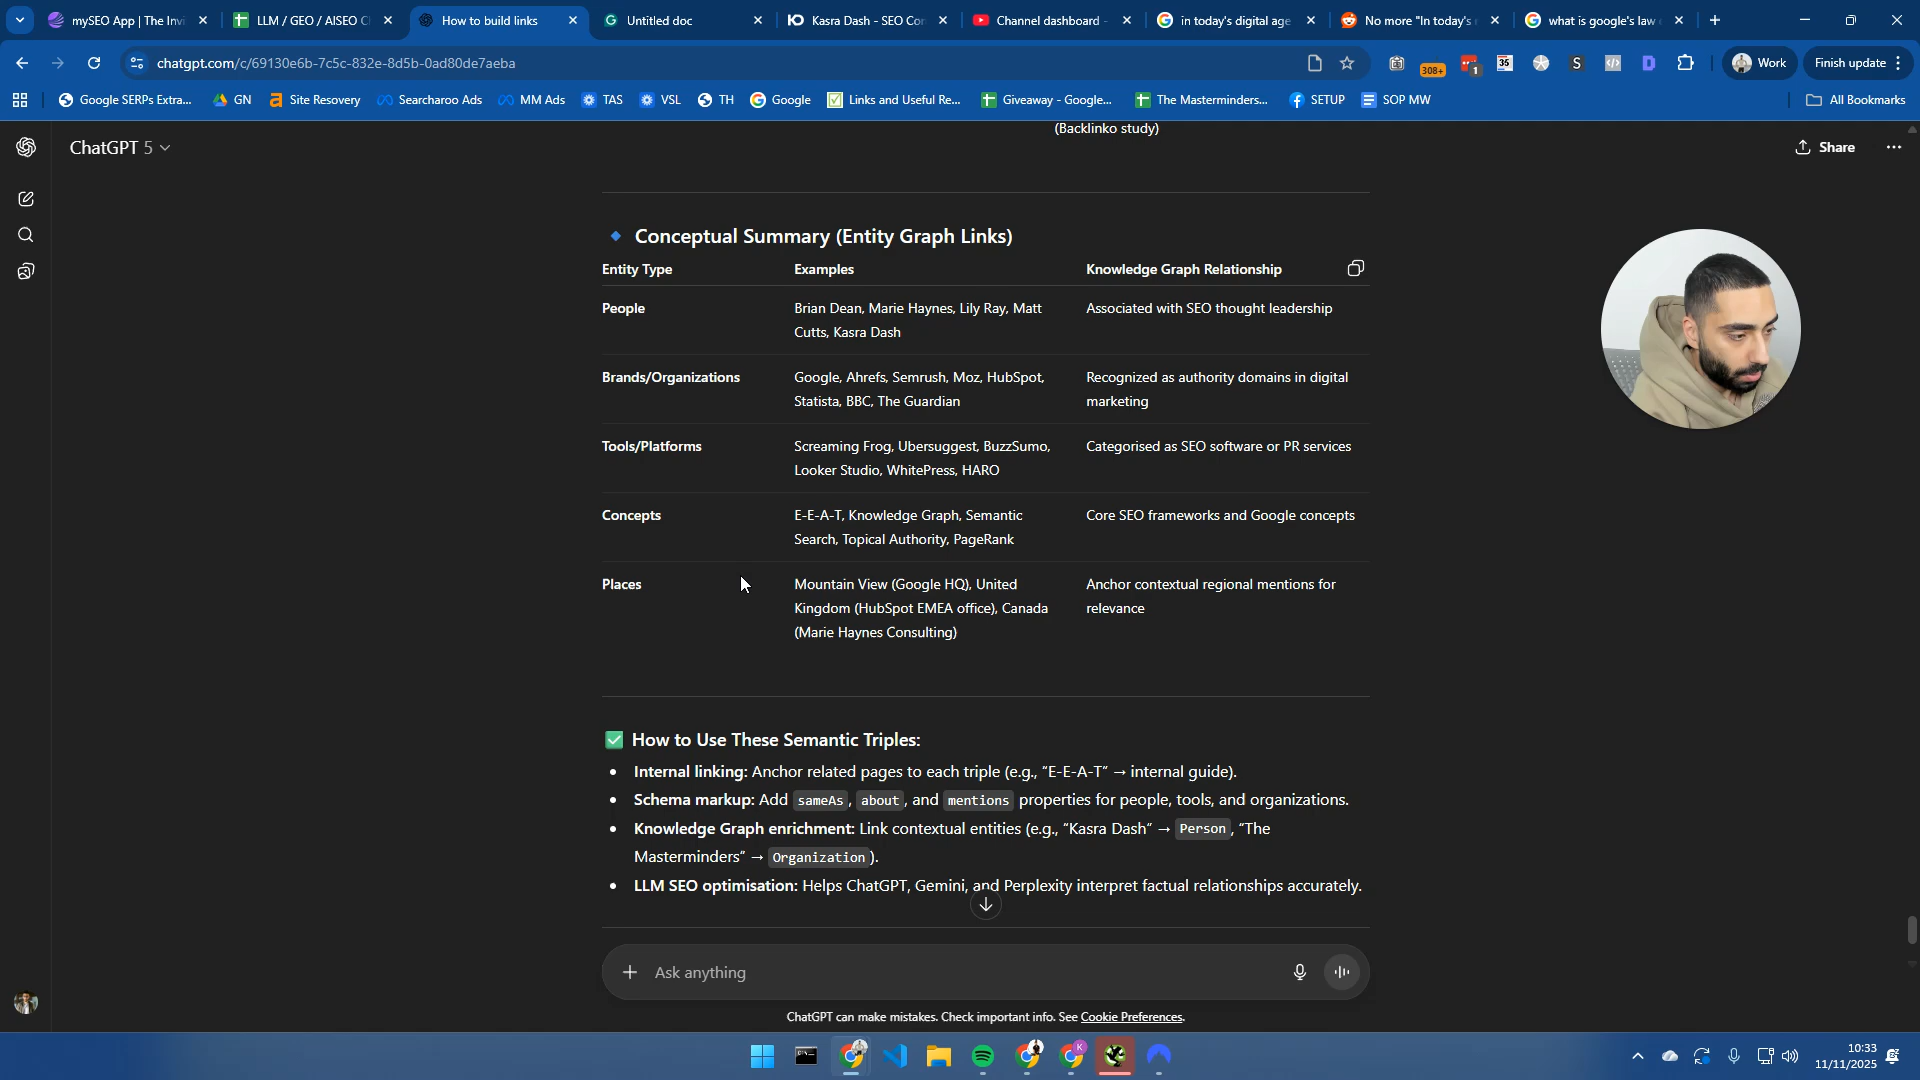 mySEO App | The Invi
LLM / GEO / AISEO C
How to build links
Untitled doc
Kasra Dash - SEO Con
Channel dashboard -
in today's digital age
No more "In today's
what is google's law
chatgpt.com/c/69130e6b-7c5c-832e-8d5b-0ad80de7aeba
308+
1
Work
Finish update
Google SERPs Extra...
GN
Site Resovery
Searcharoo Ads
MM Ads
TAS
VSL
TH
Google
Links and Useful Re...
Giveaway - Google...
The Masterminders...
SETUP
SOP MW
All Bookmarks
(Backlinko study)
ChatGPT 5
Share
Conceptual Summary (Entity Graph Links)
Entity Type Examples Knowledge Graph Relationship
People
Brian Dean, Marie Haynes, Lily Ray, Matt
Cutts, Kasra Dash
Associated with SEO thought leadership
Brands/Organizations
Google, Ahrefs, Semrush, Moz, HubSpot,
Statista, BBC, The Guardian
Recognized as authority domains in digital
marketing
Tools/Platforms
Screaming Frog, Ubersuggest, BuzzSumo,
Looker Studio, WhitePress, HARO
Categorised as SEO software or PR services
Concepts
E-E-A-T, Knowledge Graph, Semantic
Search, Topical Authority, PageRank
Core SEO frameworks and Google concepts
Places
Mountain View (Google HQ), United
Kingdom (HubSpot EMEA office), Canada
(Marie Haynes Consulting)
Anchor contextual regional mentions for
relevance
How to Use These Semantic Triples:
Internal linking: Anchor related pages to each triple (e.g., “E-E-A-T” → internal guide).
Schema markup: Add sameAs, about, and mentions properties for people, tools, and organizations.
Knowledge Graph enrichment: Link contextual entities (e.g., “Kasra Dash” → Person, “The
Masterminders” → Organization).
LLM SEO optimisation: Helps ChatGPT, Gemini, and Perplexity interpret factual relationships accurately.
Ask anything
ChatGPT can make mistakes. Check important info. See Cookie Preferences.
10:33
11/11/2025